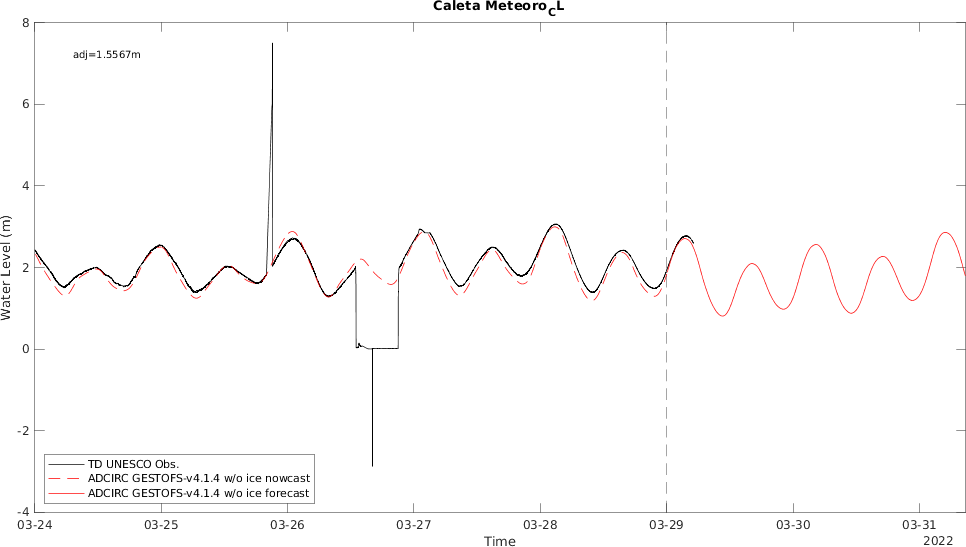 Caleta Meteoro_CL
adj=1.5567m
8
6
4
2
0
-2
-4
Water Level (m)
TD UNESCO Obs.
ADCIRC GESTOFS-v4.1.4 w/o ice nowcast
ADCIRC GESTOFS-v4.1.4 w/o ice forecast
03-24 03-25 03-26 03-27 03-28 03-29 03-30 03-31
Time
2022